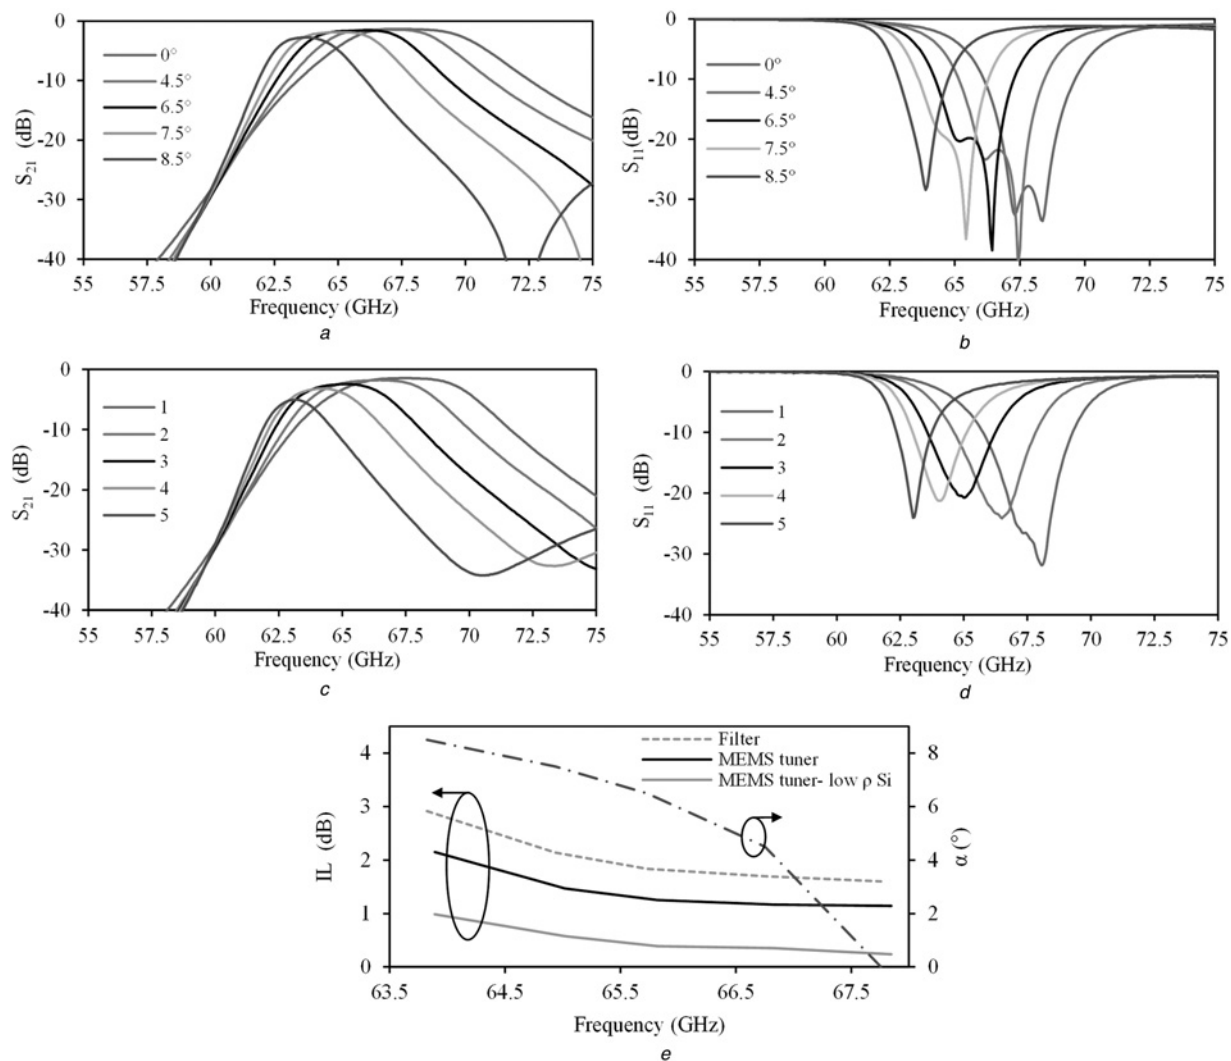 0
-10
-20
-30
-40
S21 (dB)
0°
4.5°
6.5°
7.5°
8.5°
55 57.5 60 62.5 65 67.5 70 72.5 75
Frequency (GHz)
a
0
-10
-20
-30
-40
S11(dB)
0°
4.5°
6.5°
7.5°
8.5°
55 57.5 60 62.5 65 67.5 70 72.5 75
Frequency (GHz)
b
0
-10
-20
-30
-40
S21 (dB)
1
2
3
4
5
55 57.5 60 62.5 65 67.5 70 72.5 75
Frequency (GHz)
c
0
-10
-20
-30
-40
S11 (dB)
1
2
3
4
5
55 57.5 60 62.5 65 67.5 70 72.5 75
Frequency (GHz)
d
4
3
2
1
0
IL (dB)
Filter
MEMS tuner
MEMS tuner- low ρ Si
8
6
4
2
0
α (°)
63.5 64.5 65.5 66.5 67.5
Frequency (GHz)
e